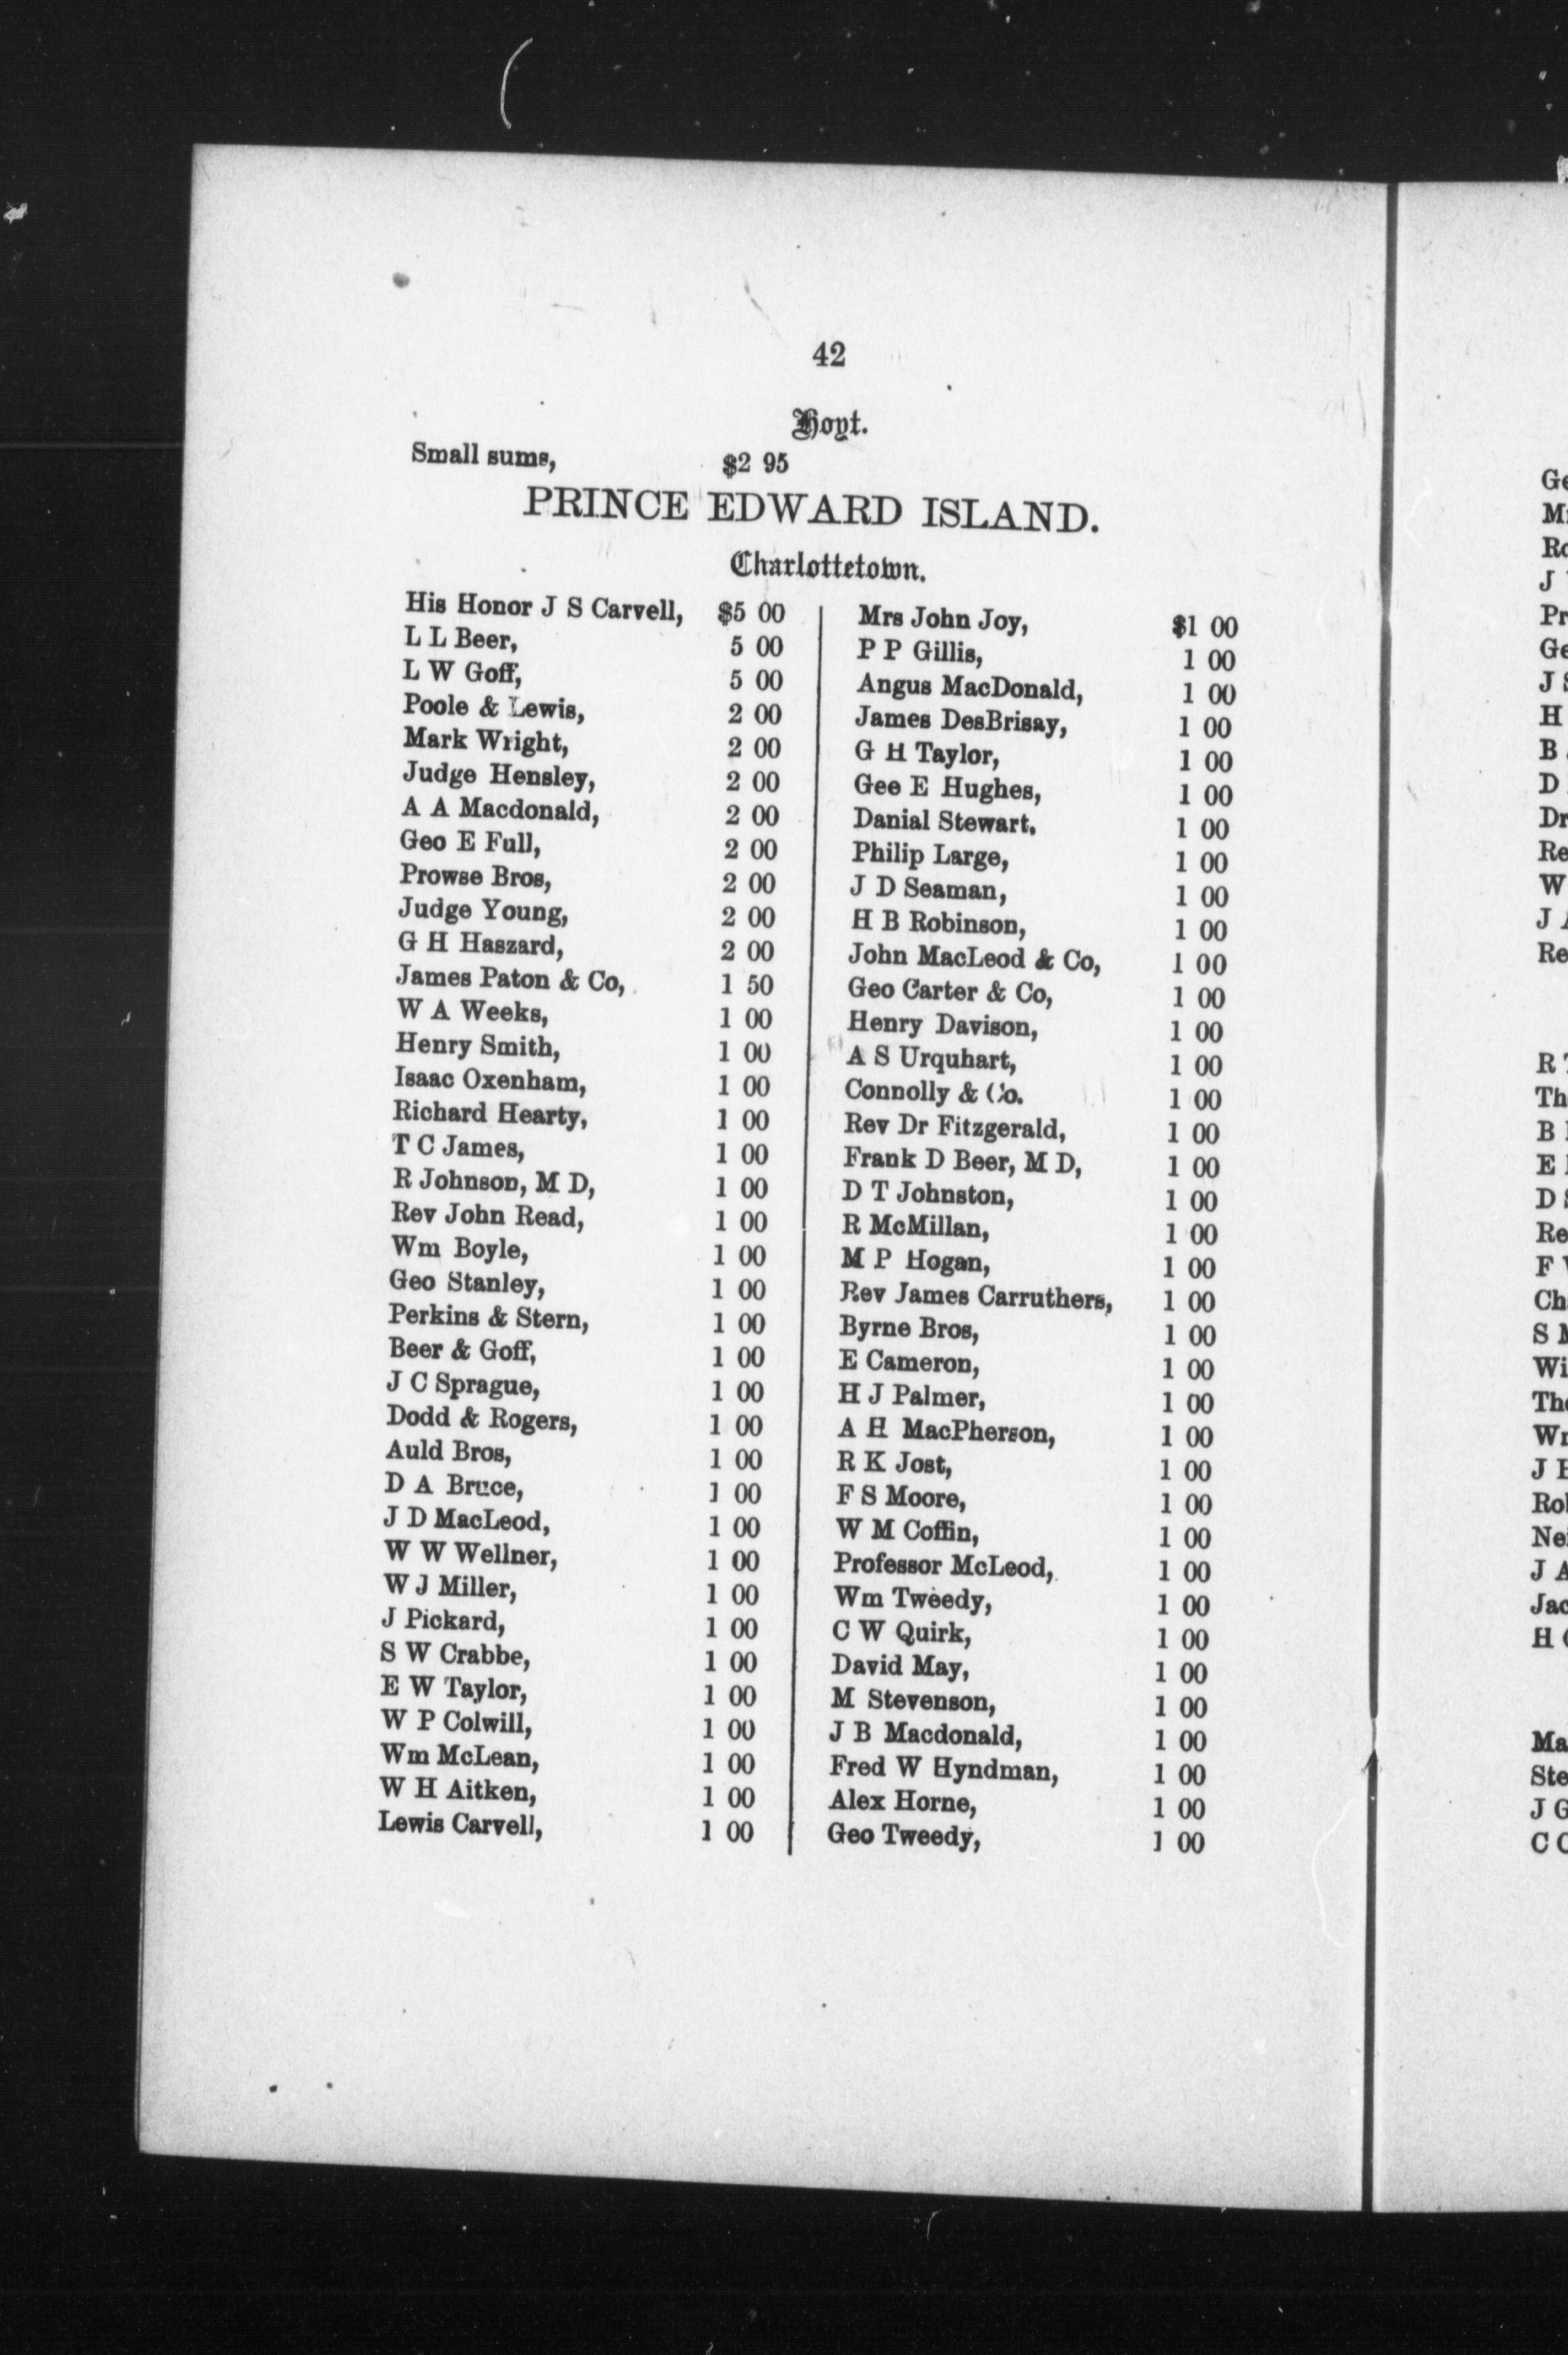 42
Hoyt.
Small sums, $2 95
PRINCE EDWARD ISLAND.
Charlottetown.
His Honor J S Carvell, $5 00
L L Beer, 5 00
L W Goff, 5 00
Poole & Lewis, 2 00
Mark Wright, 2 00
Judge Hensley, 2 00
A A Macdonald, 2 00
Geo E Full, 2 00
Prowse Bros, 2 00
Judge Young, 2 00
G H Haszard, 2 00
James Paton & Co, 1 50
W A Weeks, 1 00
Henry Smith, 1 00
Isaac Oxenham, 1 00
Richard Hearty, 1 00
T C James, 1 00
R Johnson, M D, 1 00
Rev John Read, 1 00
Wm Boyle, 1 00
Geo Stanley, 1 00
Perkins & Stern, 1 00
Beer & Goff, 1 00
J C Sprague, 1 00
Dodd & Rogers, 1 00
Auld Bros, 1 00
D A Bruce, 1 00
J D MacLeod, 1 00
W W Wellner, 1 00
W J Miller, 1 00
J Pickard, 1 00
S W Crabbe, 1 00
E W Taylor, 1 00
W P Colwill, 1 00
Wm McLean, 1 00
W H Aitken, 1 00
Lewis Carvell, 1 00
Mrs John Joy, $1 00
P P Gillis, 1 00
Angus MacDonald, 1 00
James DesBrisay, 1 00
G H Taylor, 1 00
Gee E Hughes, 1 00
Danial Stewart, 1 00
Philip Large, 1 00
J D Seaman, 1 00
H B Robinson, 1 00
John MacLeod & Co, 1 00
Geo Carter & Co, 1 00
Henry Davison, 1 00
A S Urquhart, 1 00
Connolly & Co. 1 00
Rev Dr Fitzgerald, 1 00
Frank D Beer, M D, 1 00
D T Johnston, 1 00
R McMillan, 1 00
M P Hogan, 1 00
Rev James Carruthers, 1 00
Byrne Bros, 1 00
E Cameron, 1 00
H J Palmer, 1 00
A H MacPherson, 1 00
R K Jost, 1 00
F S Moore, 1 00
W M Coffin, 1 00
Professor McLeod, 1 00
Wm Tweedy, 1 00
C W Quirk, 1 00
David May, 1 00
M Stevenson, 1 00
J B Macdonald, 1 00
Fred W Hyndman, 1 00
Alex Horne, 1 00
Geo Tweedy, 1 00